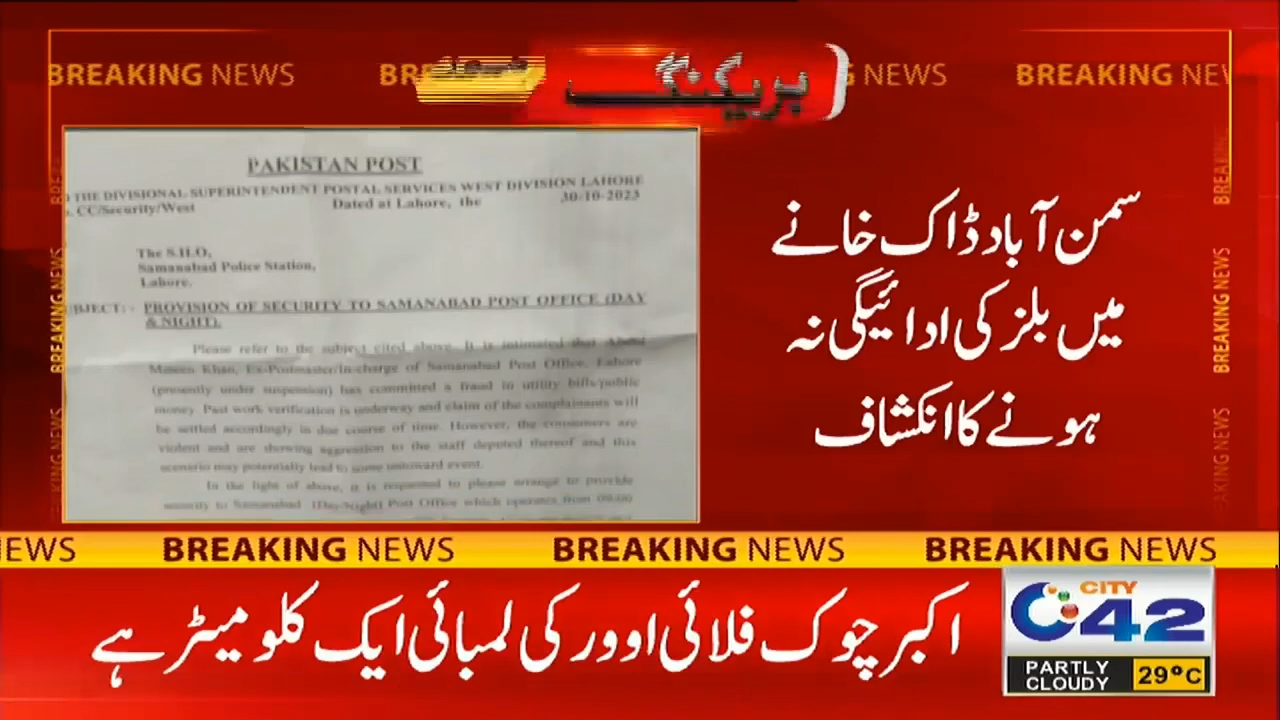 BREAKING NEWS
BREAKING NEW
بریکنگ نیوز
PAKISTAN POST
THE DIVISIONAL SUPERINTENDENT POSTAL SERVICES WEST DIVISION LAHORE
CC/Security/West Dated at Lahore, the 30-10-2023
The S.H.O,
Samanabad Police Station,
Lahore.
BJECT: - PROVISION OF SECURITY TO SAMANABAD POST OFFICE (DAY
& NIGHT).
Please refer to the subject cited above. It is intimated that Abdul
Khan, Ex-Postmaster/In-charge of Samanabad Post Office, Lahore
(presently under suspension) has committed a fraud in utility bills/public
money. Past work verification is underway and claim of the complainants will
be settled accordingly in due course of time. However, the consumers are
violent and are showing aggression to the staff deputed thereof and this
scenario may potentially lead to some untoward event.
In the light of above, it is requested to please arrange to provide
security to Samanabad (Day-Night) Post Office which operates from 09:00
سمن آباد ڈاک خانے
میں بلز کی ادائیگی نہ
ہونے کا انکشاف
EWS BREAKING NEWS BREAKING NEWS BREAKING NEWS
اکبر چوک فلائی اوور کی لمبائی ایک کلومیٹر ہے
CITY
42
PARTLY
CLOUDY 29°C